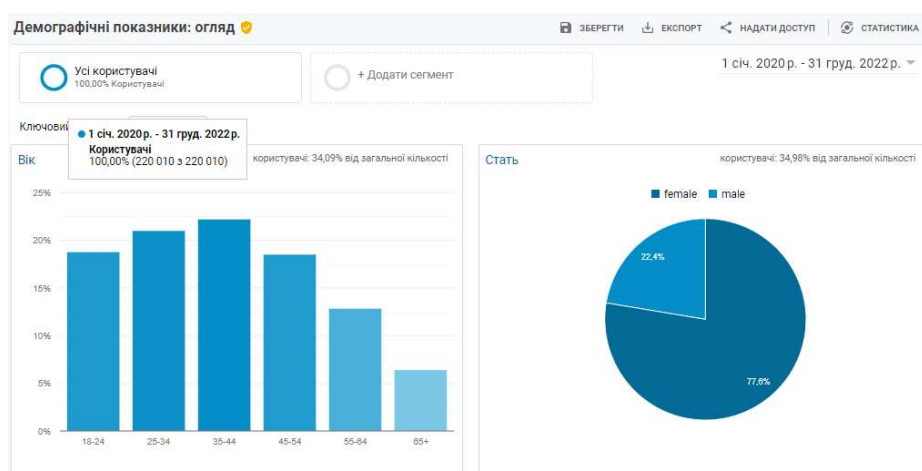 Демографічні показники: огляд
ЗБЕРЕГТИ
ЕКСПОРТ
НАДАТИ ДОСТУП
СТАТИСТИКА
Усі користувачі
100,00% Користувачі
+ Додати сегмент
1 січ. 2020 р. - 31 груд. 2022 р.
1 січ. 2020 р. - 31 груд. 2022 р.
Користувачі
100,00% (220 010 з 220 010)
Вік
користувачі: 34,09% від загальної кількості
25%
20%
15%
10%
5%
0%
18-24 25-34 35-44 45-54 55-64 65+
Стать
користувачі: 34,98% від загальної кількості
female male
22,4%
77,6%